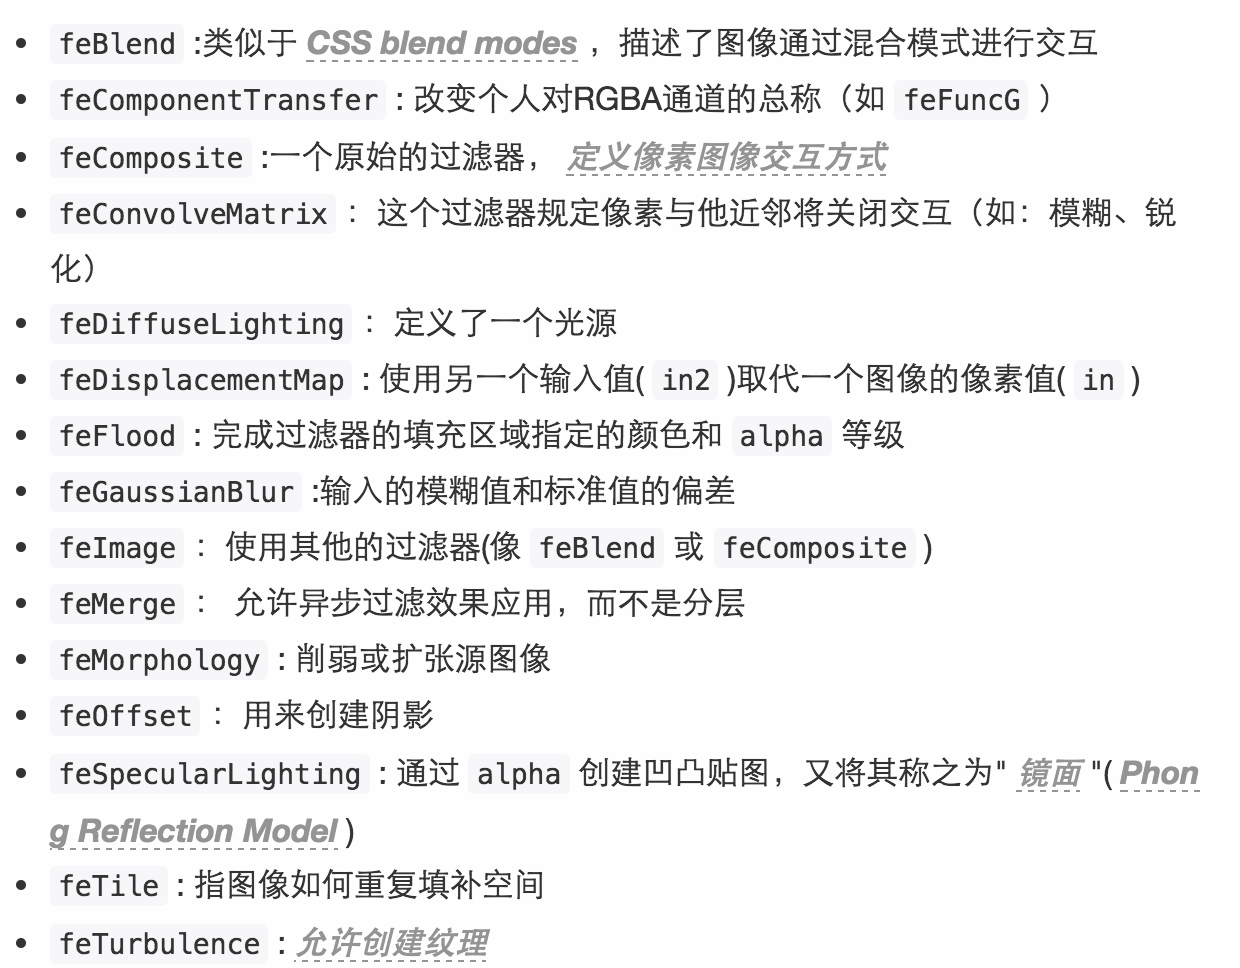 • feBlend :类似于 CSS blend modes ，描述了图像通过混合模式进行交互
• feComponentTransfer : 改变个人对RGBA通道的总称（如 feFuncG ）
• feComposite :一个原始的过滤器， 定义像素图像交互方式
• feConvolveMatrix ： 这个过滤器规定像素与他近邻将关闭交互（如：模糊、锐
化）
• feDiffuseLighting ： 定义了一个光源
• feDisplacementMap : 使用另一个输入值( in2 )取代一个图像的像素值( in )
• feFlood : 完成过滤器的填充区域指定的颜色和 alpha 等级
• feGaussianBlur :输入的模糊值和标准值的偏差
• feImage ： 使用其他的过滤器(像 feBlend 或 feComposite )
• feMerge ： 允许异步过滤效果应用，而不是分层
• feMorphology : 削弱或扩张源图像
• feOffset ： 用来创建阴影
• feSpecularLighting : 通过 alpha 创建凹凸贴图，又将其称之为" 镜面 "( Phon
g Reflection Model )
• feTile : 指图像如何重复填补空间
• feTurbulence : 允许创建纹理